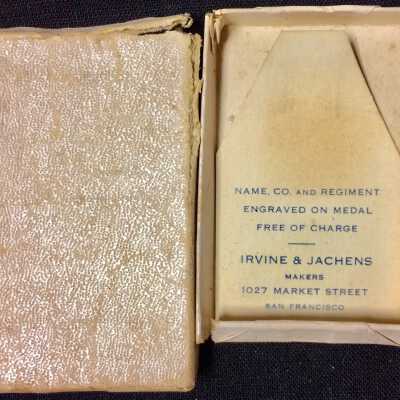 NAME, CO. AND REGIMENT
ENGRAVED ON MEDAL
FREE OF CHARGE
IRVINE & JACHENS
MAKERS
1027 MARKET STREET
SAN FRANCISCO